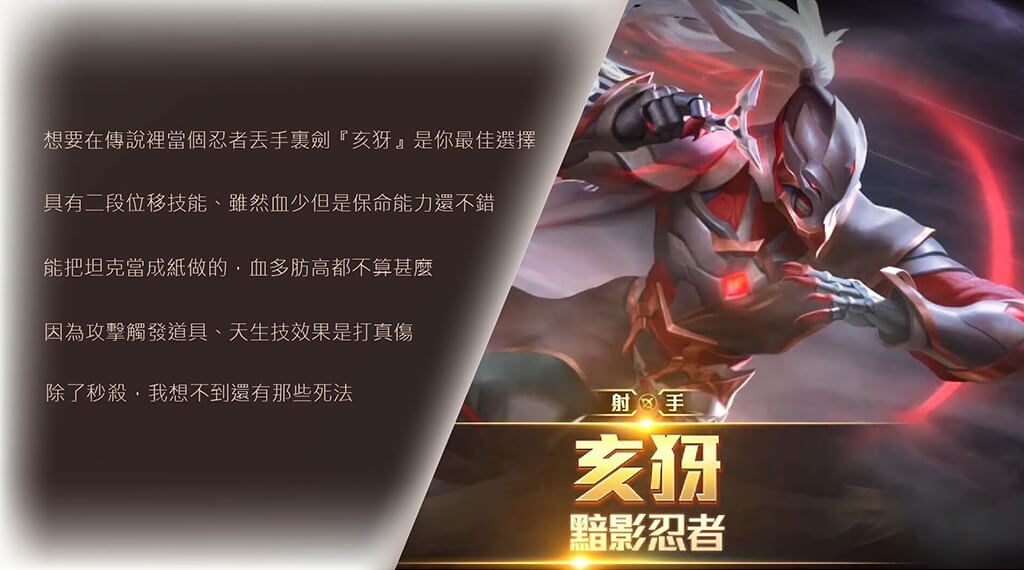 想要在傳說裡當個忍者丟手裏劍『亥犽』是你最佳選擇
具有二段位移技能、雖然血少但是保命能力還不錯
能把坦克當成紙做的，血多肪高都不算甚麼
因為攻擊觸發道具、天生技效果是打真傷
除了秒殺，我想不到還有那些死法
射手
亥犽
黯影忍者